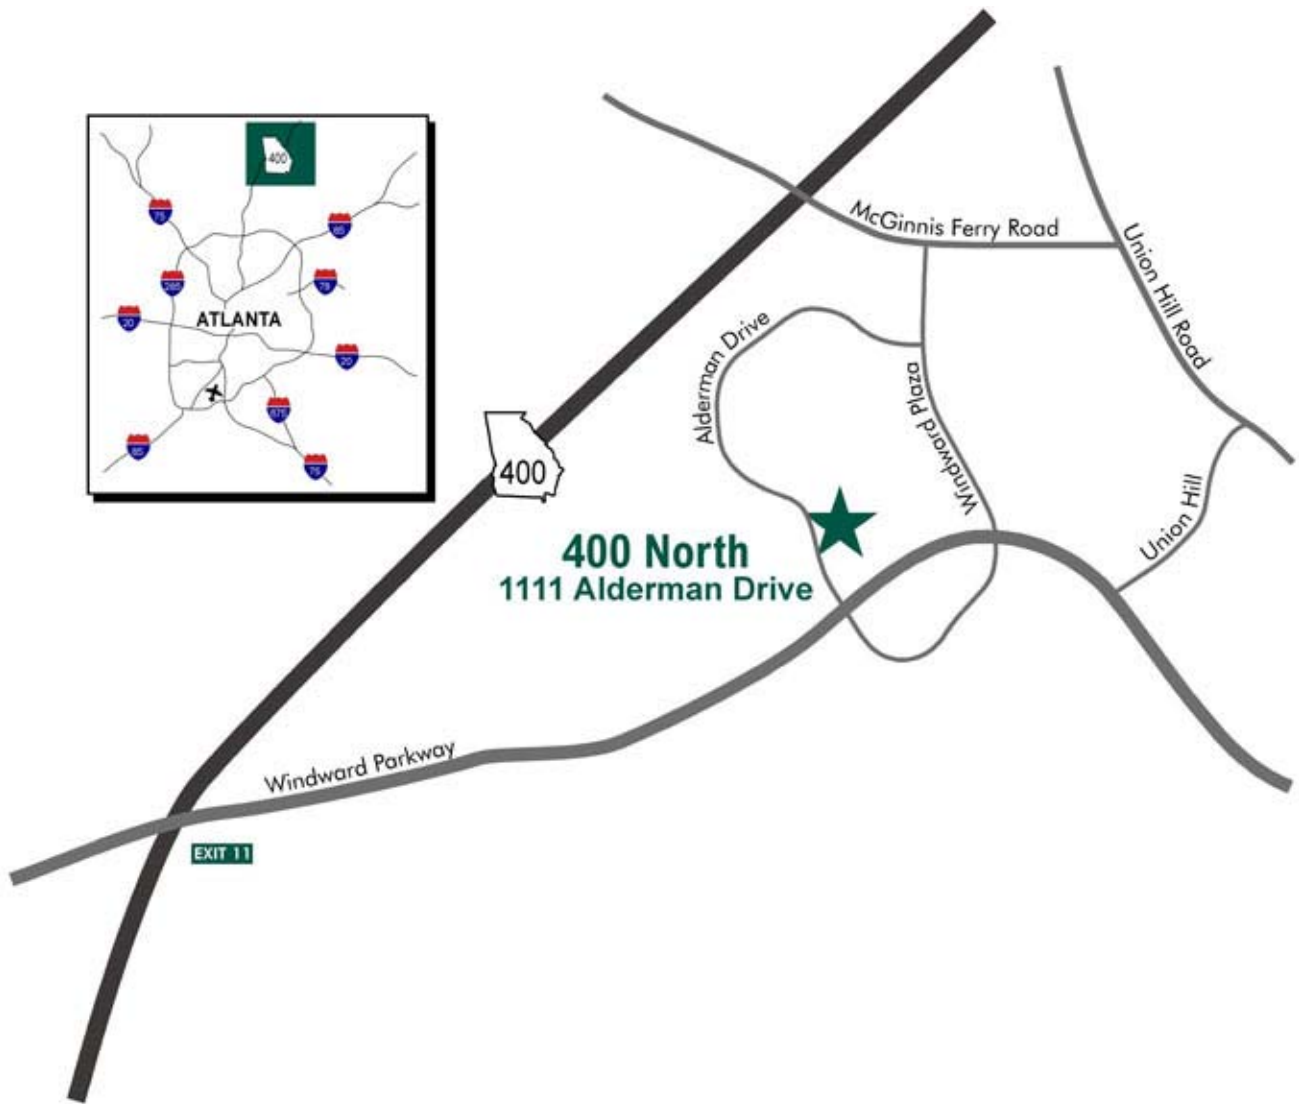 400
75
85
285
78
ATLANTA
20
20
675
85
75
McGinnis Ferry Road
Union Hill Road
Alderman Drive
Windward Plaza
400
Union Hill
400 North
1111 Alderman Drive
Windward Parkway
EXIT 11